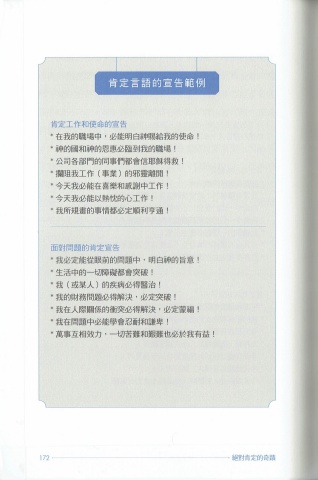 肯定言語的宣告範例
肯定工作和使命的宣告
* 在我的職場中，必能明白神賜給我的使命！
* 神的國和神的恩惠必臨到我的職場！
* 公司各部門的同事們都會信耶穌得救！
* 攔阻我工作（事業）的邪靈離開！
* 今天我必能在喜樂和感謝中工作！
* 今天我必能以熱忱的心工作！
* 我所規畫的事情都必定順利亨通！
面對問題的肯定宣告
* 我必定能從眼前的問題中，明白神的旨意！
* 生活中的一切障礙都會突破！
* 我（或某人）的疾病必得醫治！
* 我的財務問題必得解決，必定突破！
* 我在人際關係的衝突必得解決，必定蒙福！
* 我在問題中必能學會忍耐和謙卑！
* 萬事互相效力，一切苦難和艱難也必於我有益！
172
絕對肯定的奇蹟